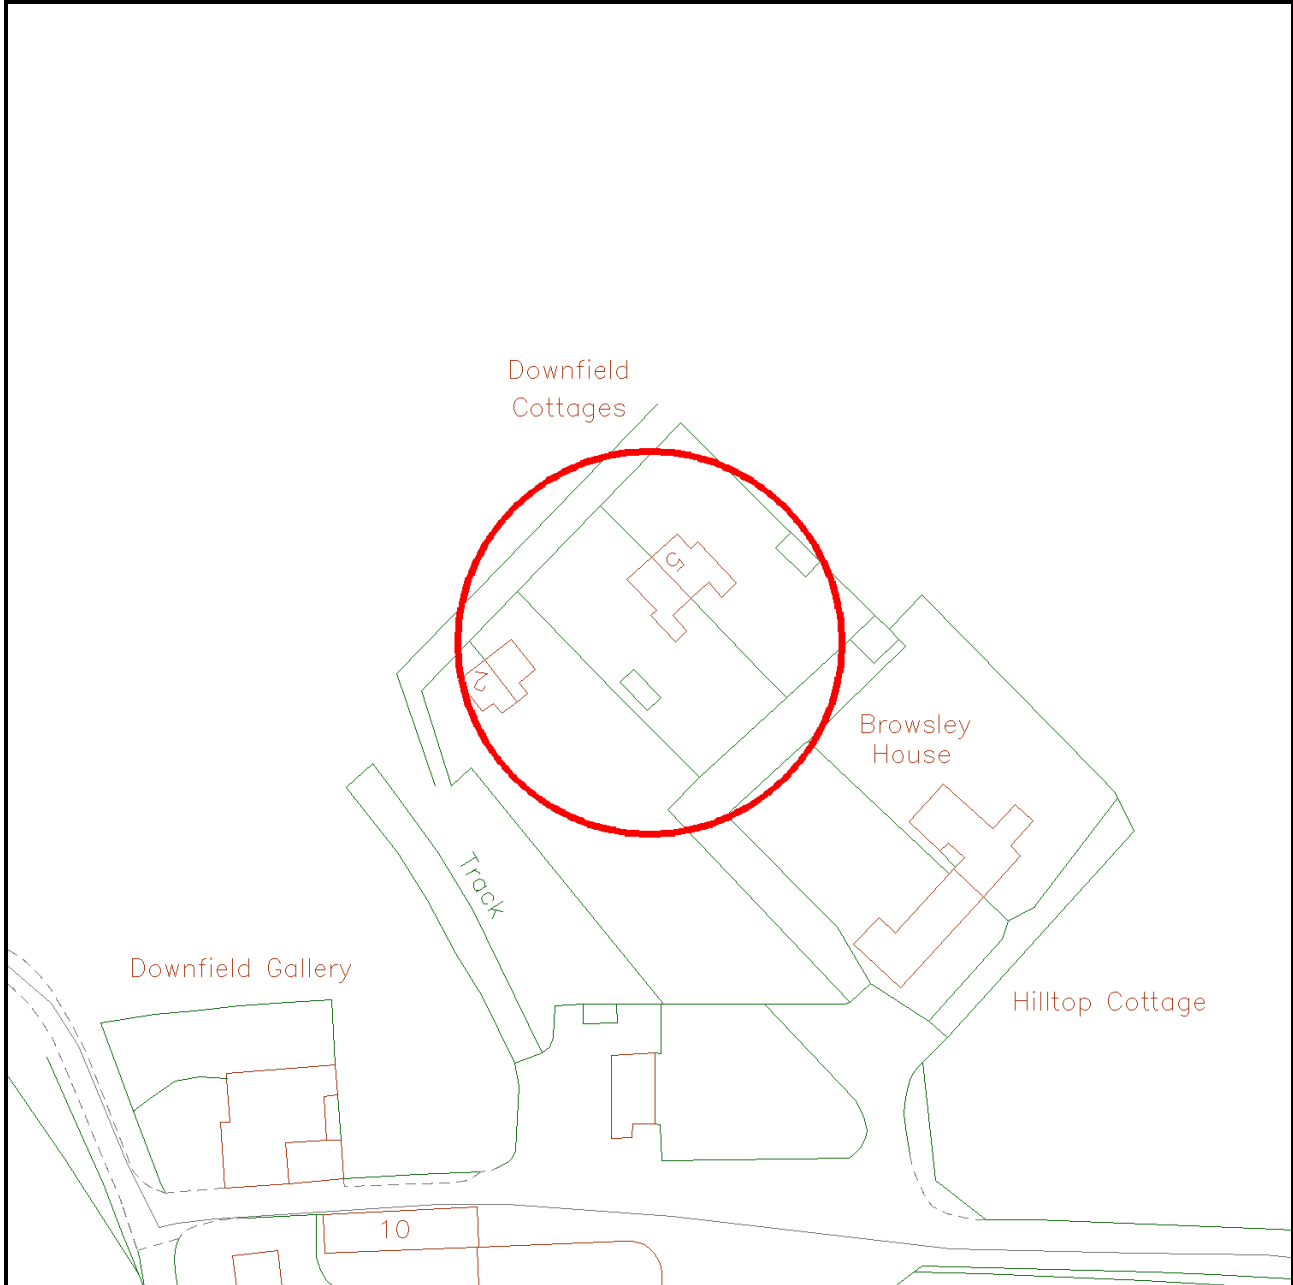 Downfield
Cottages
5
2
Browsley
House
Track
Downfield Gallery
Hilltop Cottage
10